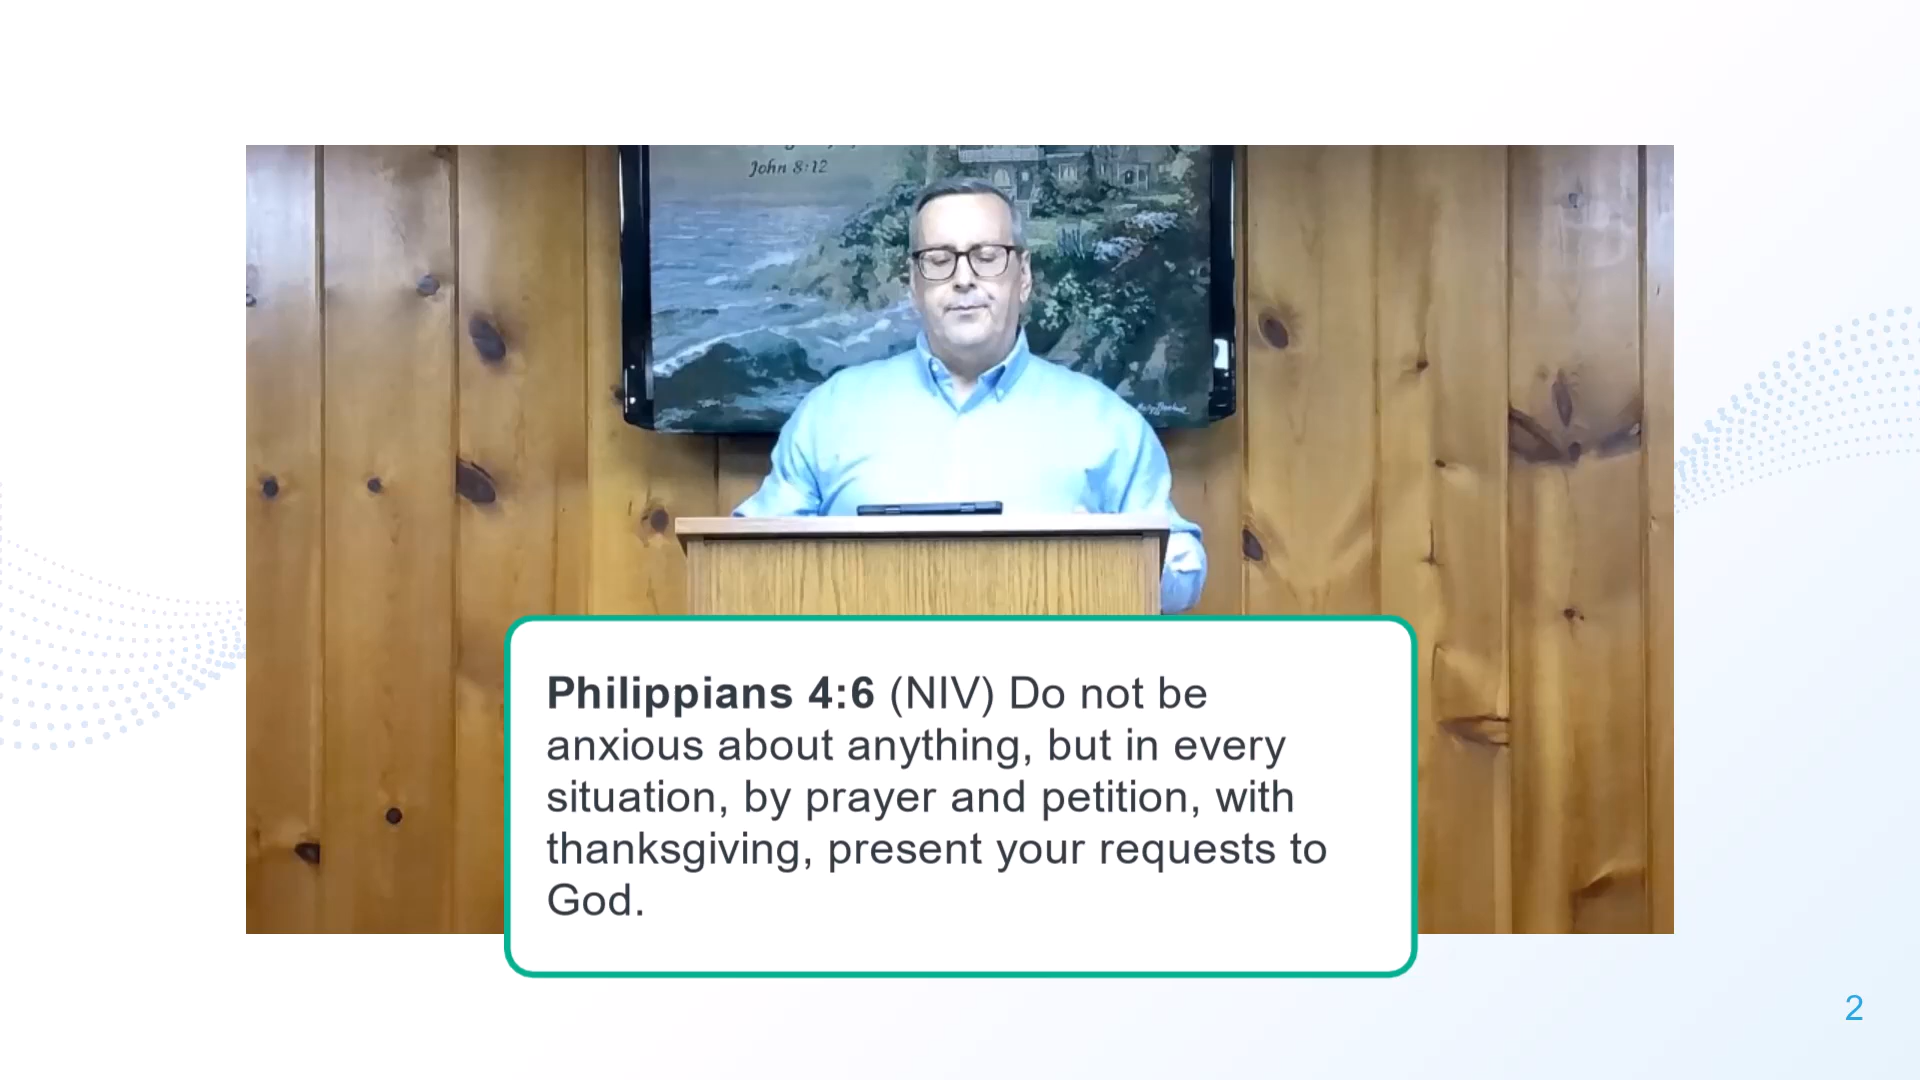 John 8:12
Philippians 4:6 (NIV) Do not be
anxious about anything, but in every
situation, by prayer and petition, with
thanksgiving, present your requests to
God.
2